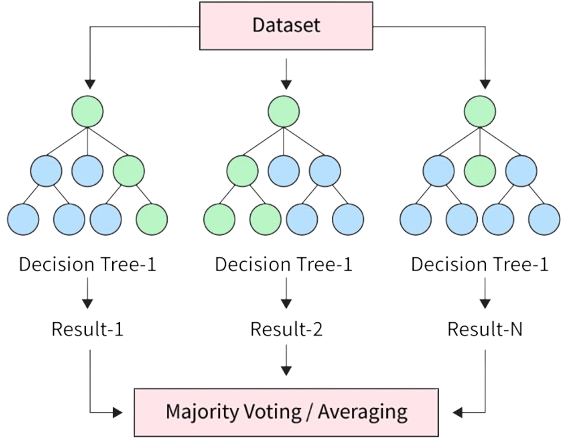 Dataset
Decision Tree-1
Decision Tree-1
Decision Tree-1
Result-1
Result-2
Result-N
Majority Voting / Averaging